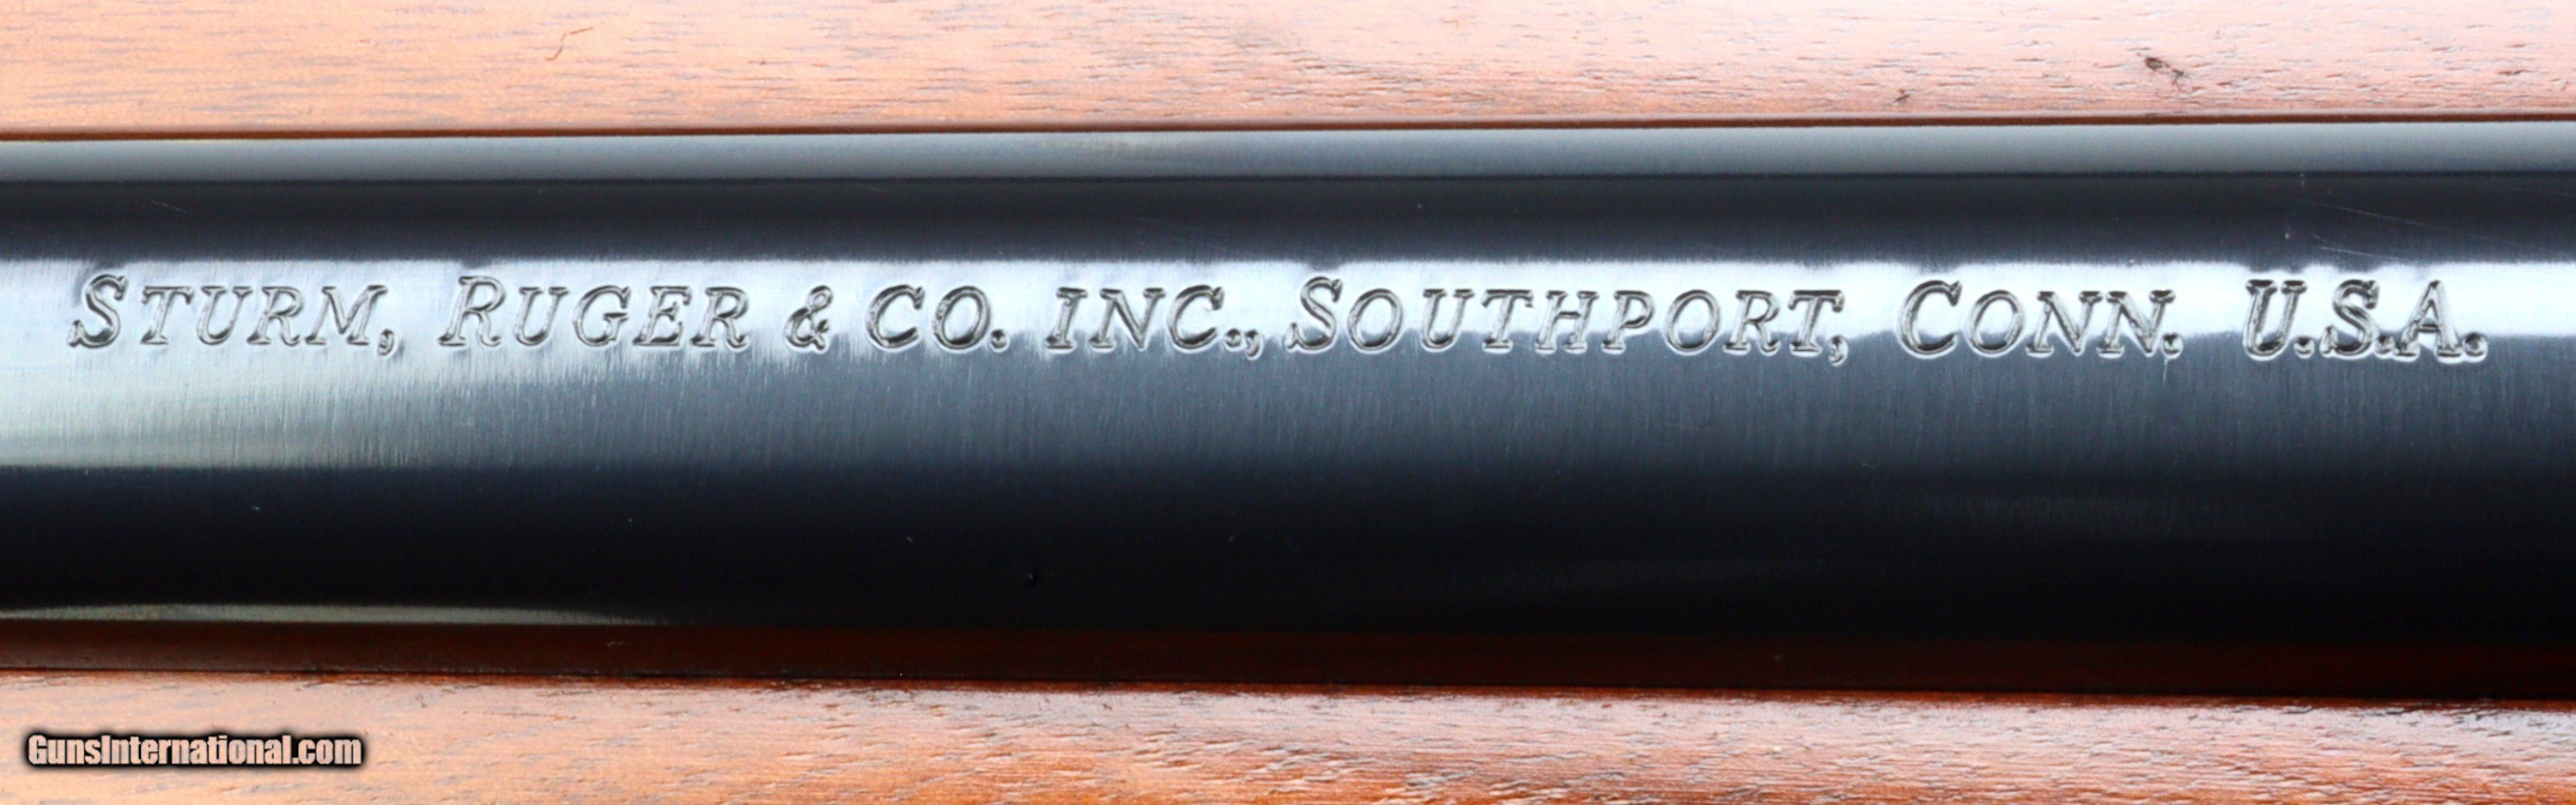 STURM, RUGER & CO. INC., SOUTHPORT, CONN. U.S.A.
GunsInternational.com